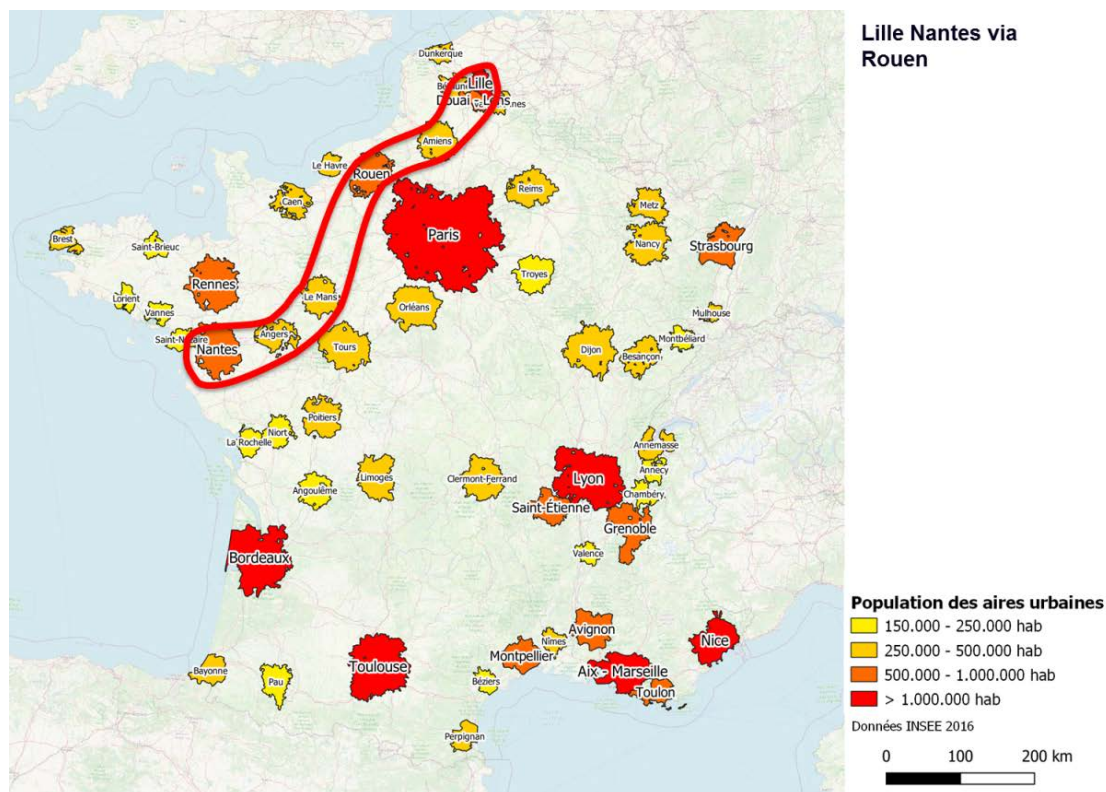 Lille Nantes via
Rouen
Dunkerque
Lille
Douai - Lens
Amiens
Le Havre
Rouen
Caen
Reims
Metz
Paris
Nancy
Strasbourg
Brest
Saint-Brieuc
Troyes
Rennes
Lorient
Vannes
Le Mans
Orléans
Mulhouse
Nantes
Angers
Tours
Dijon
Besançon
Montbéliard
Poitiers
La Rochelle
Niort
Annemasse
Limoges
Clermont-Ferrand
Lyon
Annecy
Angoulême
Chambéry
Saint-Étienne
Grenoble
Bordeaux
Valence
Avignon
Nîmes
Nice
Montpellier
Toulouse
Aix - Marseille
Bayonne
Pau
Béziers
Toulon
Perpignan
Population des aires urbaines
150.000 - 250.000 hab
250.000 - 500.000 hab
500.000 - 1.000.000 hab
> 1.000.000 hab
Données INSEE 2016
0 100 200 km